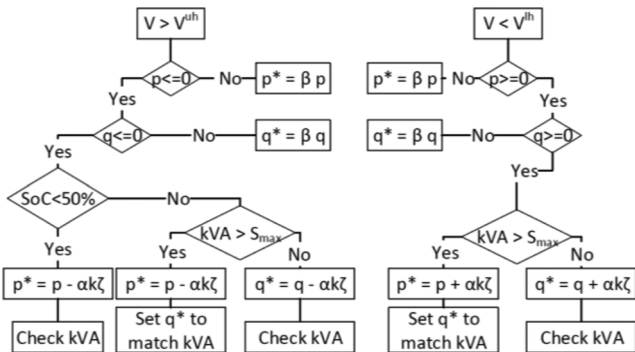 V > V^uh
V < V^lh
p<=0
No
p* = β p
p* = β p
No
p>=0
Yes
Yes
q<=0
No
q* = β q
q* = β q
No
q>=0
Yes
Yes
SoC<50%
No
kVA > S_max
kVA > S_max
Yes
Yes
No
Yes
No
p* = p - αkζ
p* = p - αkζ
q* = q - αkζ
p* = p + αkζ
q* = q + αkζ
Check kVA
Set q* to
match kVA
Check kVA
Set q* to
match kVA
Check kVA